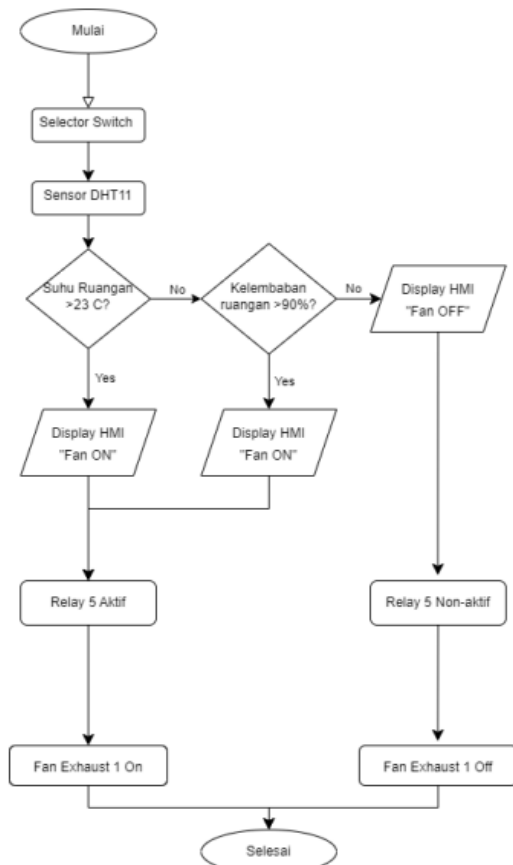 Mulai
Selector Switch
Sensor DHT11
Suhu Ruangan
>23 C?
No
Kelembaban
ruangan >90%?
No
Display HMI
"Fan OFF"
Yes
Yes
Display HMI
"Fan ON"
Display HMI
"Fan ON"
Relay 5 Aktif
Relay 5 Non-aktif
Fan Exhaust 1 On
Fan Exhaust 1 Off
Selesai